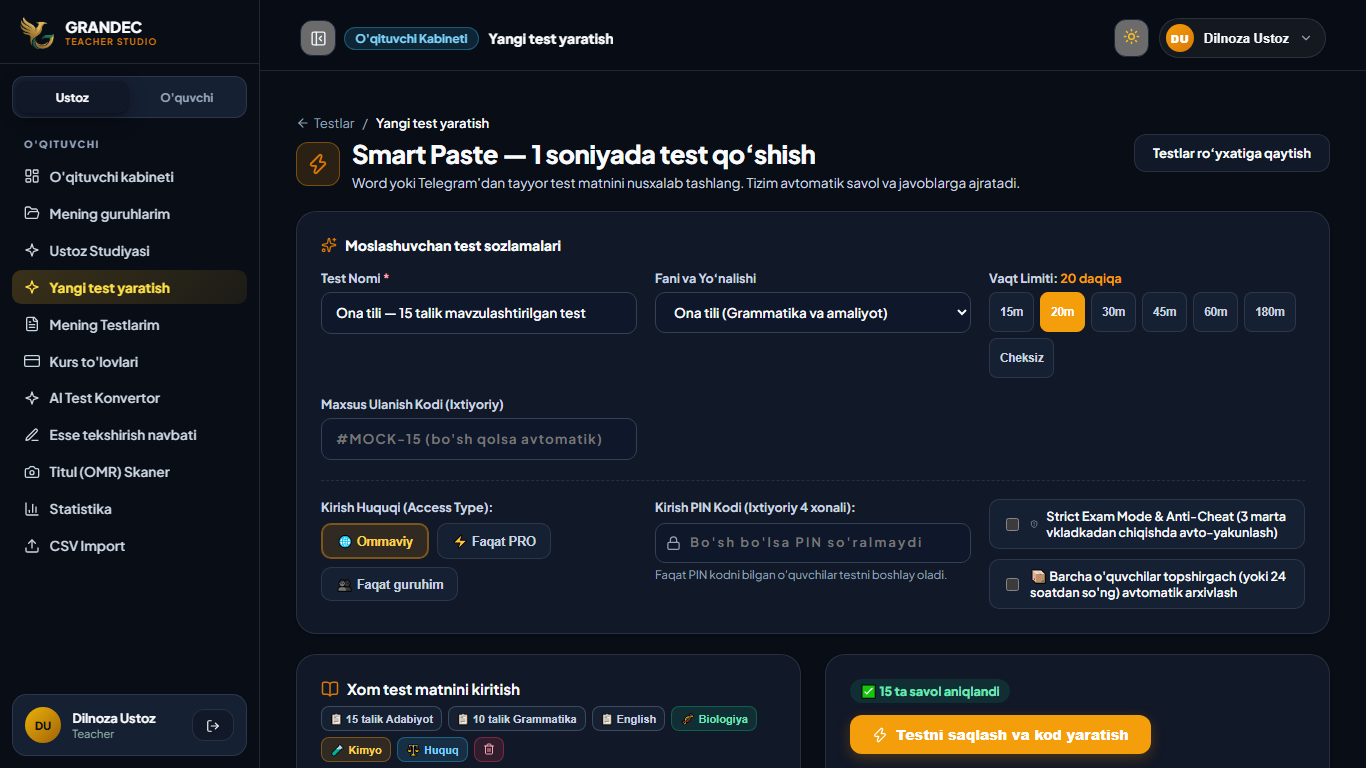 GRANDEC
TEACHER STUDIO
Ustoz
O'quvchi
O'QITUVCHI
O'qituvchi kabineti
Mening guruhlarim
Ustoz Studiyasi
Yangi test yaratish
Mening Testlarim
Kurs to'lovlari
AI Test Konvertor
Esse tekshirish navbati
Titul (OMR) Skaner
Statistika
CSV Import
DU
Dilnoza Ustoz
Teacher
O'qituvchi Kabineti
Yangi test yaratish
DU
Dilnoza Ustoz
← Testlar / Yangi test yaratish
Smart Paste — 1 soniyada test qo‘shish
Word yoki Telegram'dan tayyor test matnini nusxalab tashlang. Tizim avtomatik savol va javoblarga ajratadi.
Testlar ro‘yxatiga qaytish
Moslashuvchan test sozlamalari
Test Nomi *
Ona tili — 15 talik mavzulashtirilgan test
Fani va Yo‘nalishi
Ona tili (Grammatika va amaliyot)
Vaqt Limiti: 20 daqiqa
15m
20m
30m
45m
60m
180m
Cheksiz
Maxsus Ulanish Kodi (Ixtiyoriy)
#MOCK-15 (bo'sh qolsa avtomatik)
Kirish Huquqi (Access Type):
Ommaviy
Faqat PRO
Faqat guruhim
Kirish PIN Kodi (Ixtiyoriy 4 xonali):
Bo'sh bo'lsa PIN so'ralmaydi
Faqat PIN kodni bilgan o'quvchilar testni boshlay oladi.
Strict Exam Mode & Anti-Cheat (3 marta
vkladkadan chiqishda avto-yakunlash)
Barcha o'quvchilar topshirgach (yoki 24
soatdan so'ng) avtomatik arxivlash
Xom test matnini kiritish
15 talik Adabiyot
10 talik Grammatika
English
Biologiya
Kimyo
Huquq
✅ 15 ta savol aniqlandi
Testni saqlash va kod yaratish